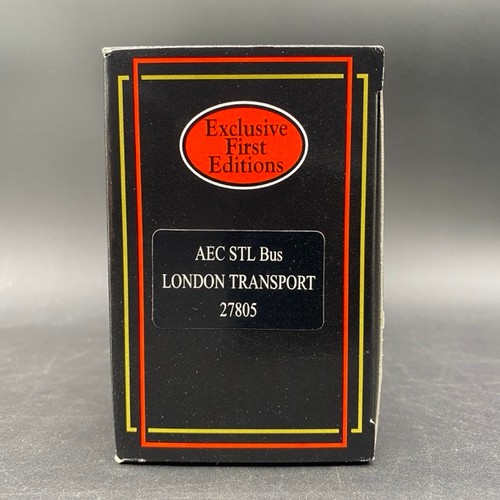 Exclusive
First
Editions
AEC STL Bus
LONDON TRANSPORT
27805